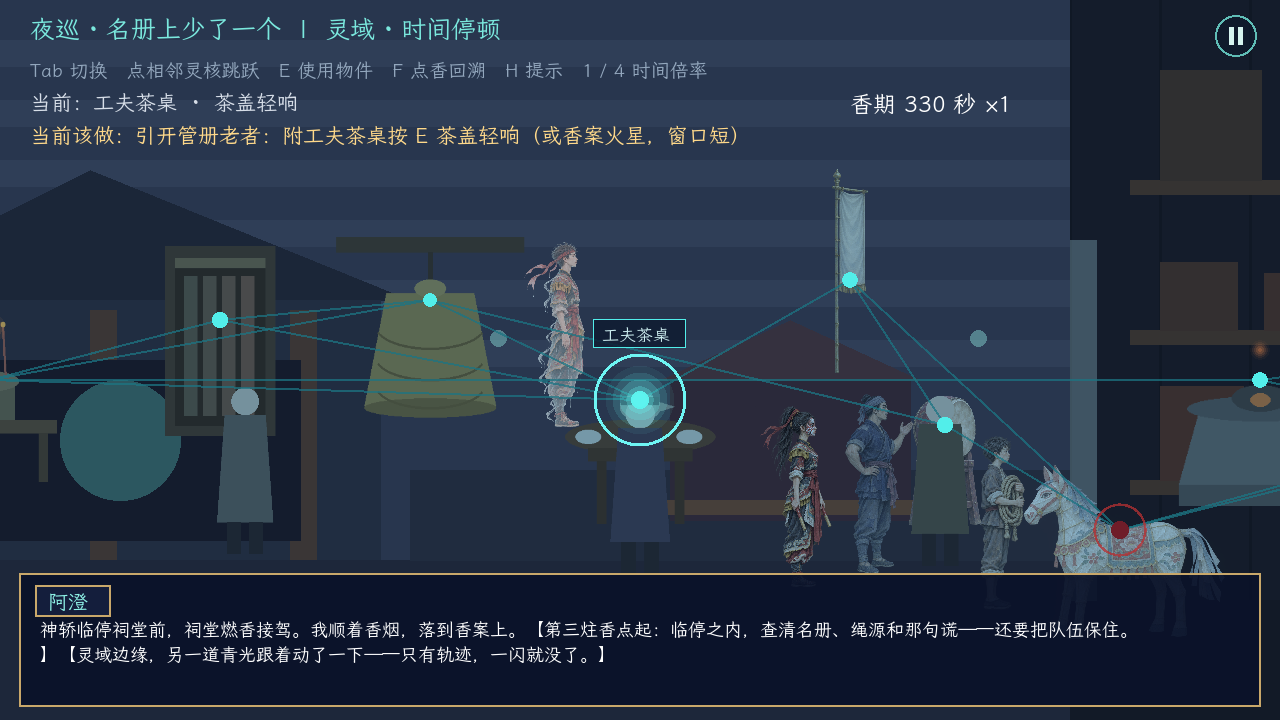 夜巡·名册上少了一个 | 灵域·时间停顿
Tab 切换 点相邻灵核跳跃 E 使用物件 F 点香回溯 H 提示 1 / 4 时间倍率
当前: 工夫茶桌 · 茶盖轻响
香期 330 秒 ×1
当前该做: 引开管册老者: 附工夫茶桌按 E 茶盖轻响 (或香案火星, 窗口短)
工夫茶桌
阿澄
神轿临停祠堂前, 祠堂燃香接驾。我顺着香烟, 落到香案上。【第三炷香点起: 临停之内, 查清名册、绳源和那句谎——还要把队伍保住。
】【灵域边缘, 另一道青光跟着动了一下——只有轨迹, 一闪就没了。】